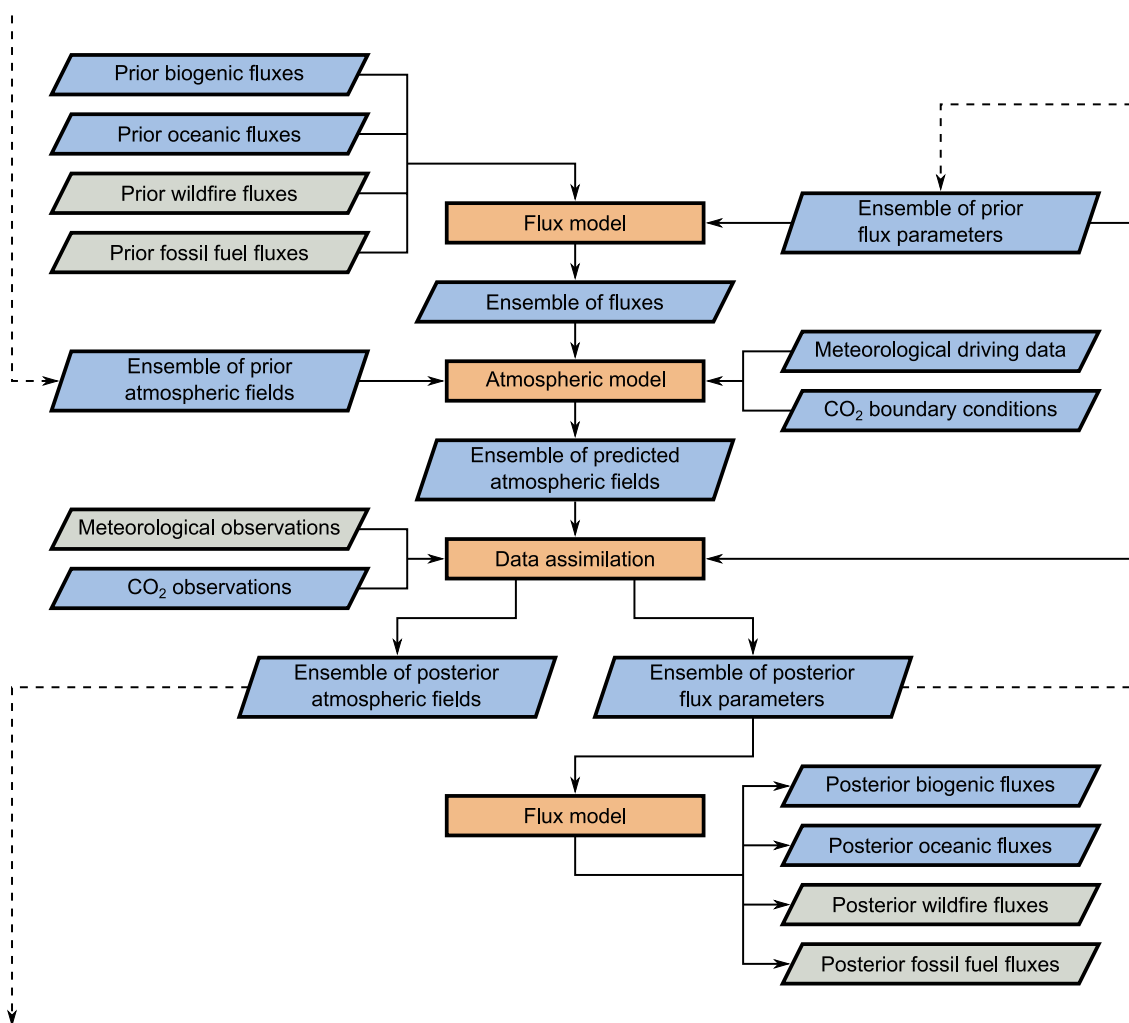 Prior biogenic fluxes
Prior oceanic fluxes
Prior wildfire fluxes
Prior fossil fuel fluxes
Flux model
Ensemble of prior
flux parameters
Ensemble of fluxes
Ensemble of prior
atmospheric fields
Atmospheric model
Meteorological driving data
CO₂ boundary conditions
Ensemble of predicted
atmospheric fields
Meteorological observations
CO₂ observations
Data assimilation
Ensemble of posterior
atmospheric fields
Ensemble of posterior
flux parameters
Flux model
Posterior biogenic fluxes
Posterior oceanic fluxes
Posterior wildfire fluxes
Posterior fossil fuel fluxes